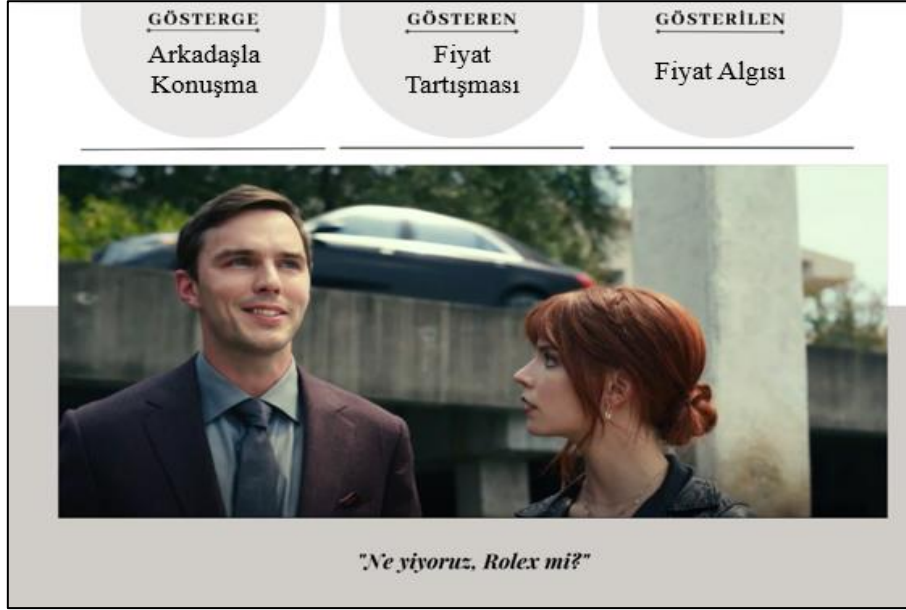 GÖSTERGE
Arkadaşla
Konuşma
GÖSTEREN
Fiyat
Tartışması
GÖSTERİLEN
Fiyat Algısı
"Ne yiyoruz, Rolex mi?"